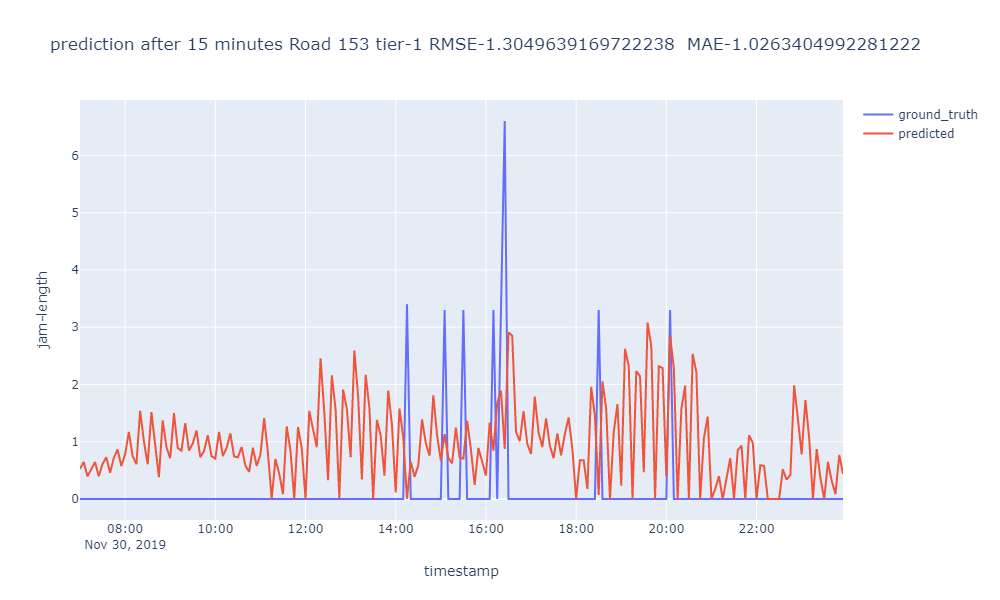 prediction after 15 minutes Road 153 tier-1 RMSE-1.3049639169722238  MAE-1.0263404992281222
ground_truth
predicted
6
5
4
3
2
1
0
jam-length
08:00 10:00 12:00 14:00 16:00 18:00 20:00 22:00
Nov 30, 2019
timestamp